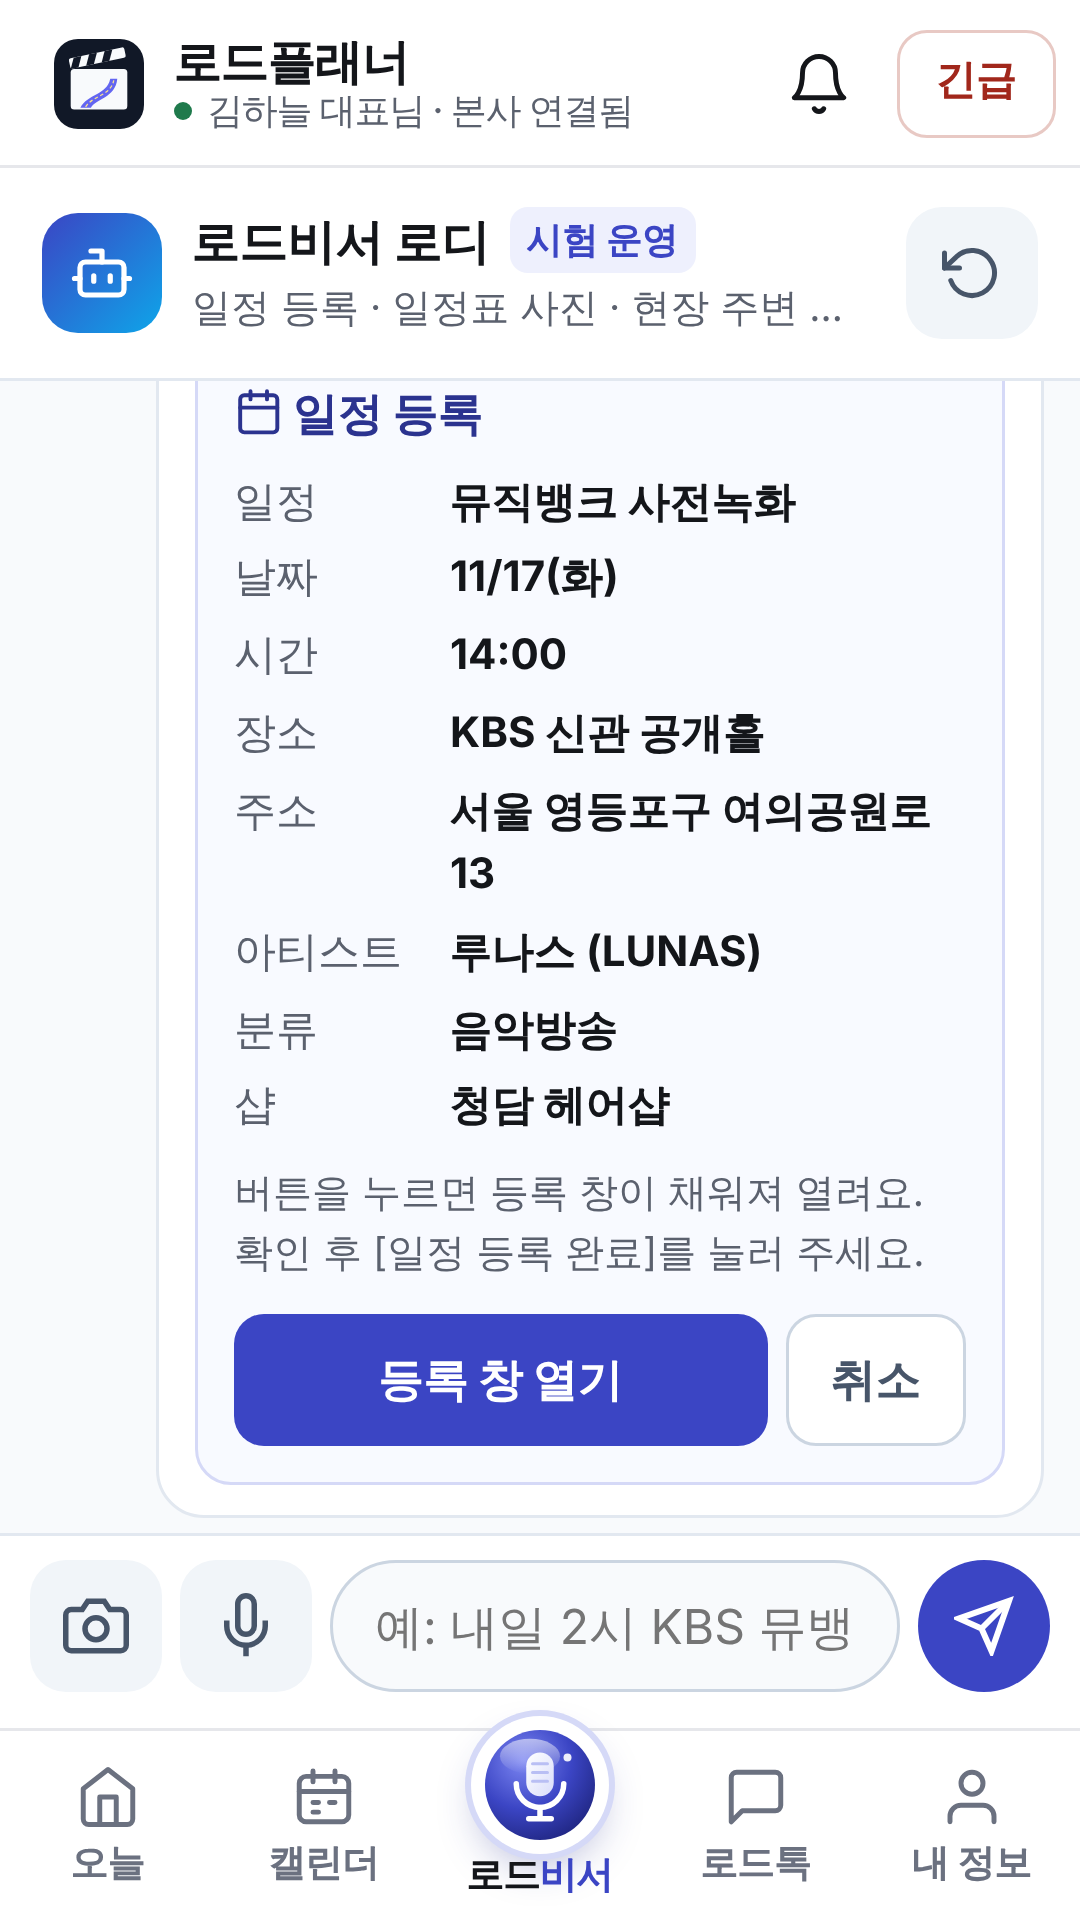 로드플래너
김하늘 대표님 · 본사 연결됨
긴급
로드비서 로디
시험 운영
일정 등록 · 일정표 사진 · 현장 주변 ...
일정 등록
일정 뮤직뱅크 사전녹화
날짜 11/17(화)
시간 14:00
장소 KBS 신관 공개홀
주소 서울 영등포구 여의공원로
13
아티스트 루나스 (LUNAS)
분류 음악방송
샵 청담 헤어샵
버튼을 누르면 등록 창이 채워져 열려요.
확인 후 [일정 등록 완료]를 눌러 주세요.
등록 창 열기
취소
예: 내일 2시 KBS 뮤뱅
오늘
캘린더
로드비서
로드톡
내 정보